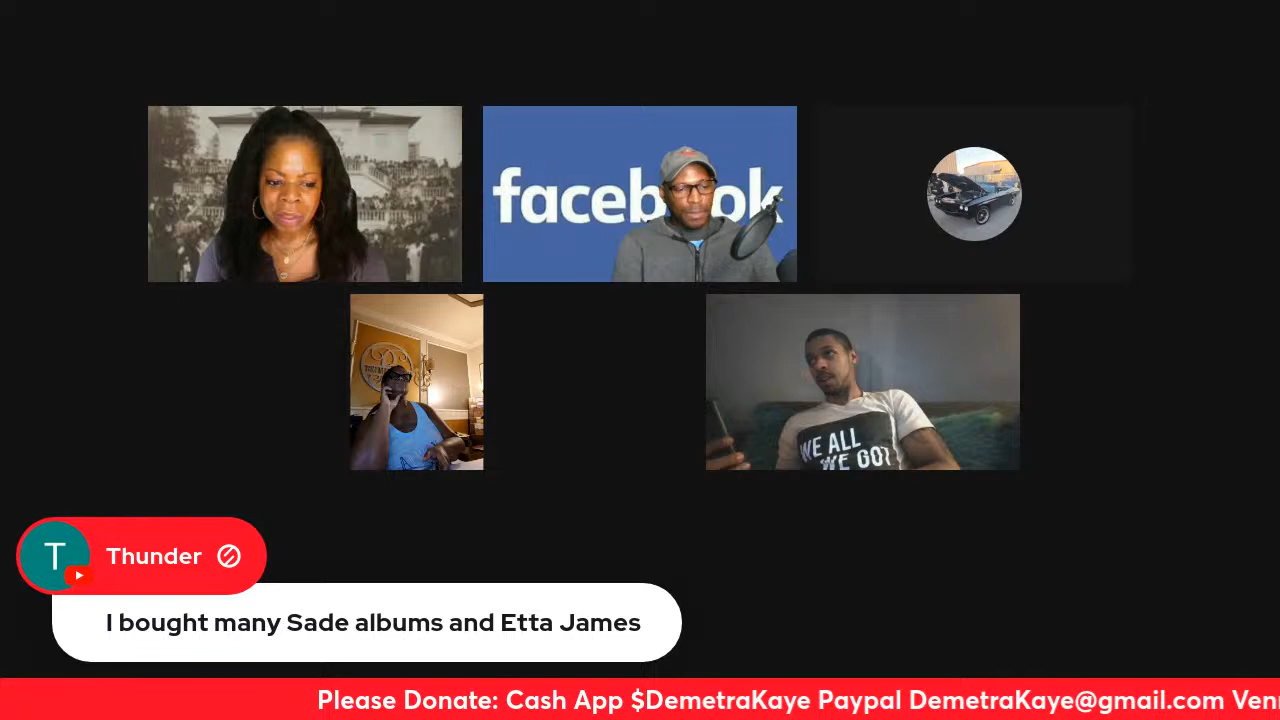 facebook
WE ALL
WE GOT
T
Thunder
I bought many Sade albums and Etta James
Please Donate: Cash App $DemetraKaye Paypal DemetraKaye@gmail.com